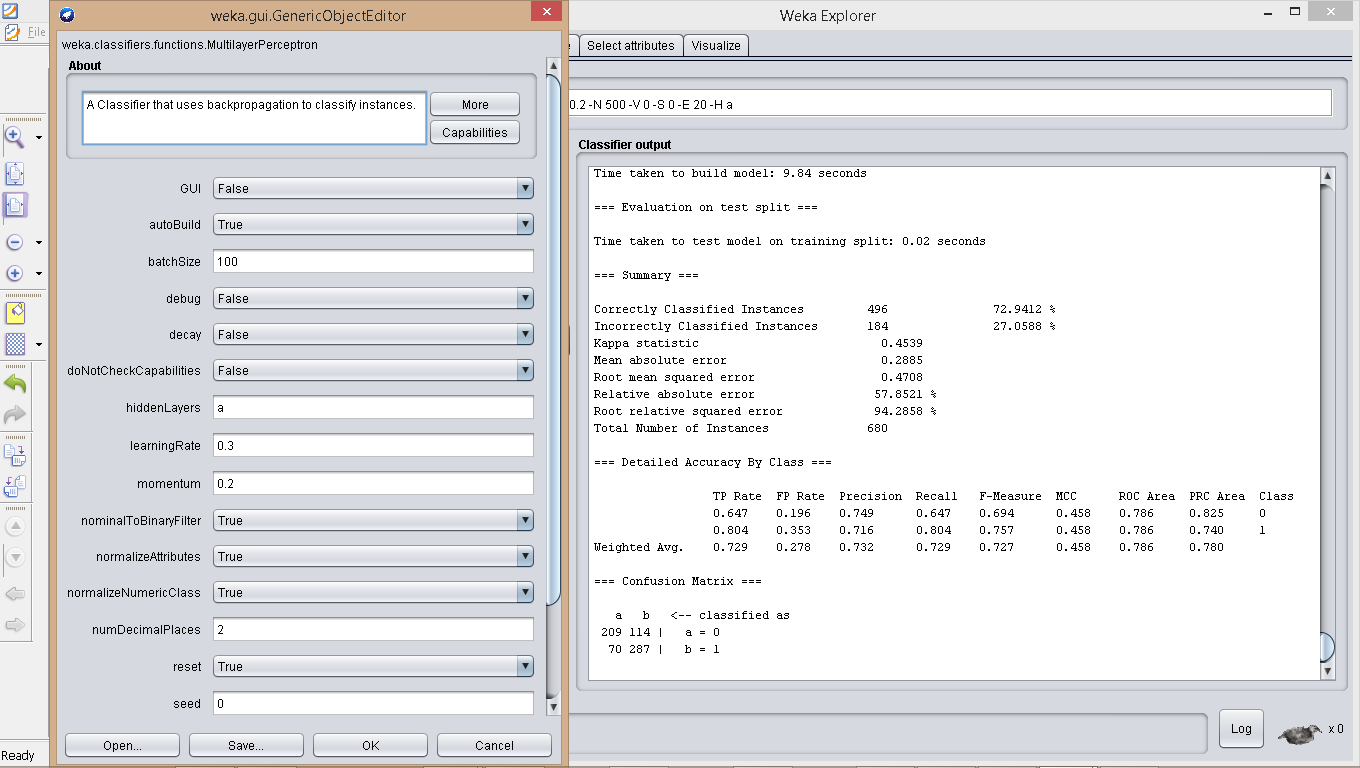 weka.gui.GenericObjectEditor
Weka Explorer
File
weka.classifiers.functions.MultilayerPerceptron
About
A Classifier that uses backpropagation to classify instances.
More
Capabilities
GUI False
autoBuild True
batchSize 100
debug False
decay False
doNotCheckCapabilities False
hiddenLayers a
learningRate 0.3
momentum 0.2
nominalToBinaryFilter True
normalizeAttributes True
normalizeNumericClass True
numDecimalPlaces 2
reset True
seed 0
Open... Save... OK Cancel
Ready
Select attributes Visualize
0.2 -N 500 -V 0 -S 0 -E 20 -H a
Classifier output
Time taken to build model: 9.84 seconds
=== Evaluation on test split ===
Time taken to test model on training split: 0.02 seconds
=== Summary ===
Correctly Classified Instances 496 72.9412 %
Incorrectly Classified Instances 184 27.0588 %
Kappa statistic 0.4539
Mean absolute error 0.2885
Root mean squared error 0.4708
Relative absolute error 57.8521 %
Root relative squared error 94.2858 %
Total Number of Instances 680
=== Detailed Accuracy By Class ===
TP Rate FP Rate Precision Recall F-Measure MCC ROC Area PRC Area Class
0.647 0.196 0.749 0.647 0.694 0.458 0.786 0.825 0
0.804 0.353 0.716 0.804 0.757 0.458 0.786 0.740 1
Weighted Avg. 0.729 0.278 0.732 0.729 0.727 0.458 0.786 0.780
=== Confusion Matrix ===
a b <-- classified as
209 114 | a = 0
70 287 | b = 1
Log
x 0